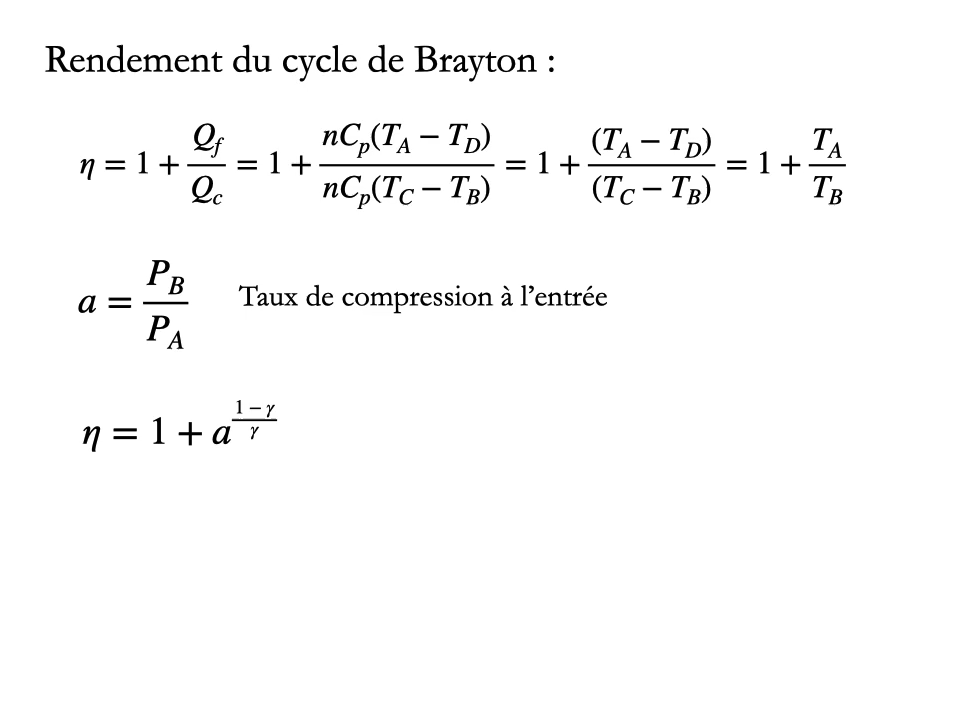 Rendement du cycle de Brayton :
η = 1 + Q_f / Q_c = 1 + nC_p(T_A − T_D) / nC_p(T_C − T_B) = 1 + (T_A − T_D) / (T_C − T_B) = 1 + T_A / T_B
a = P_B / P_A Taux de compression à l’entrée
η = 1 + a^((1 − γ) / γ)